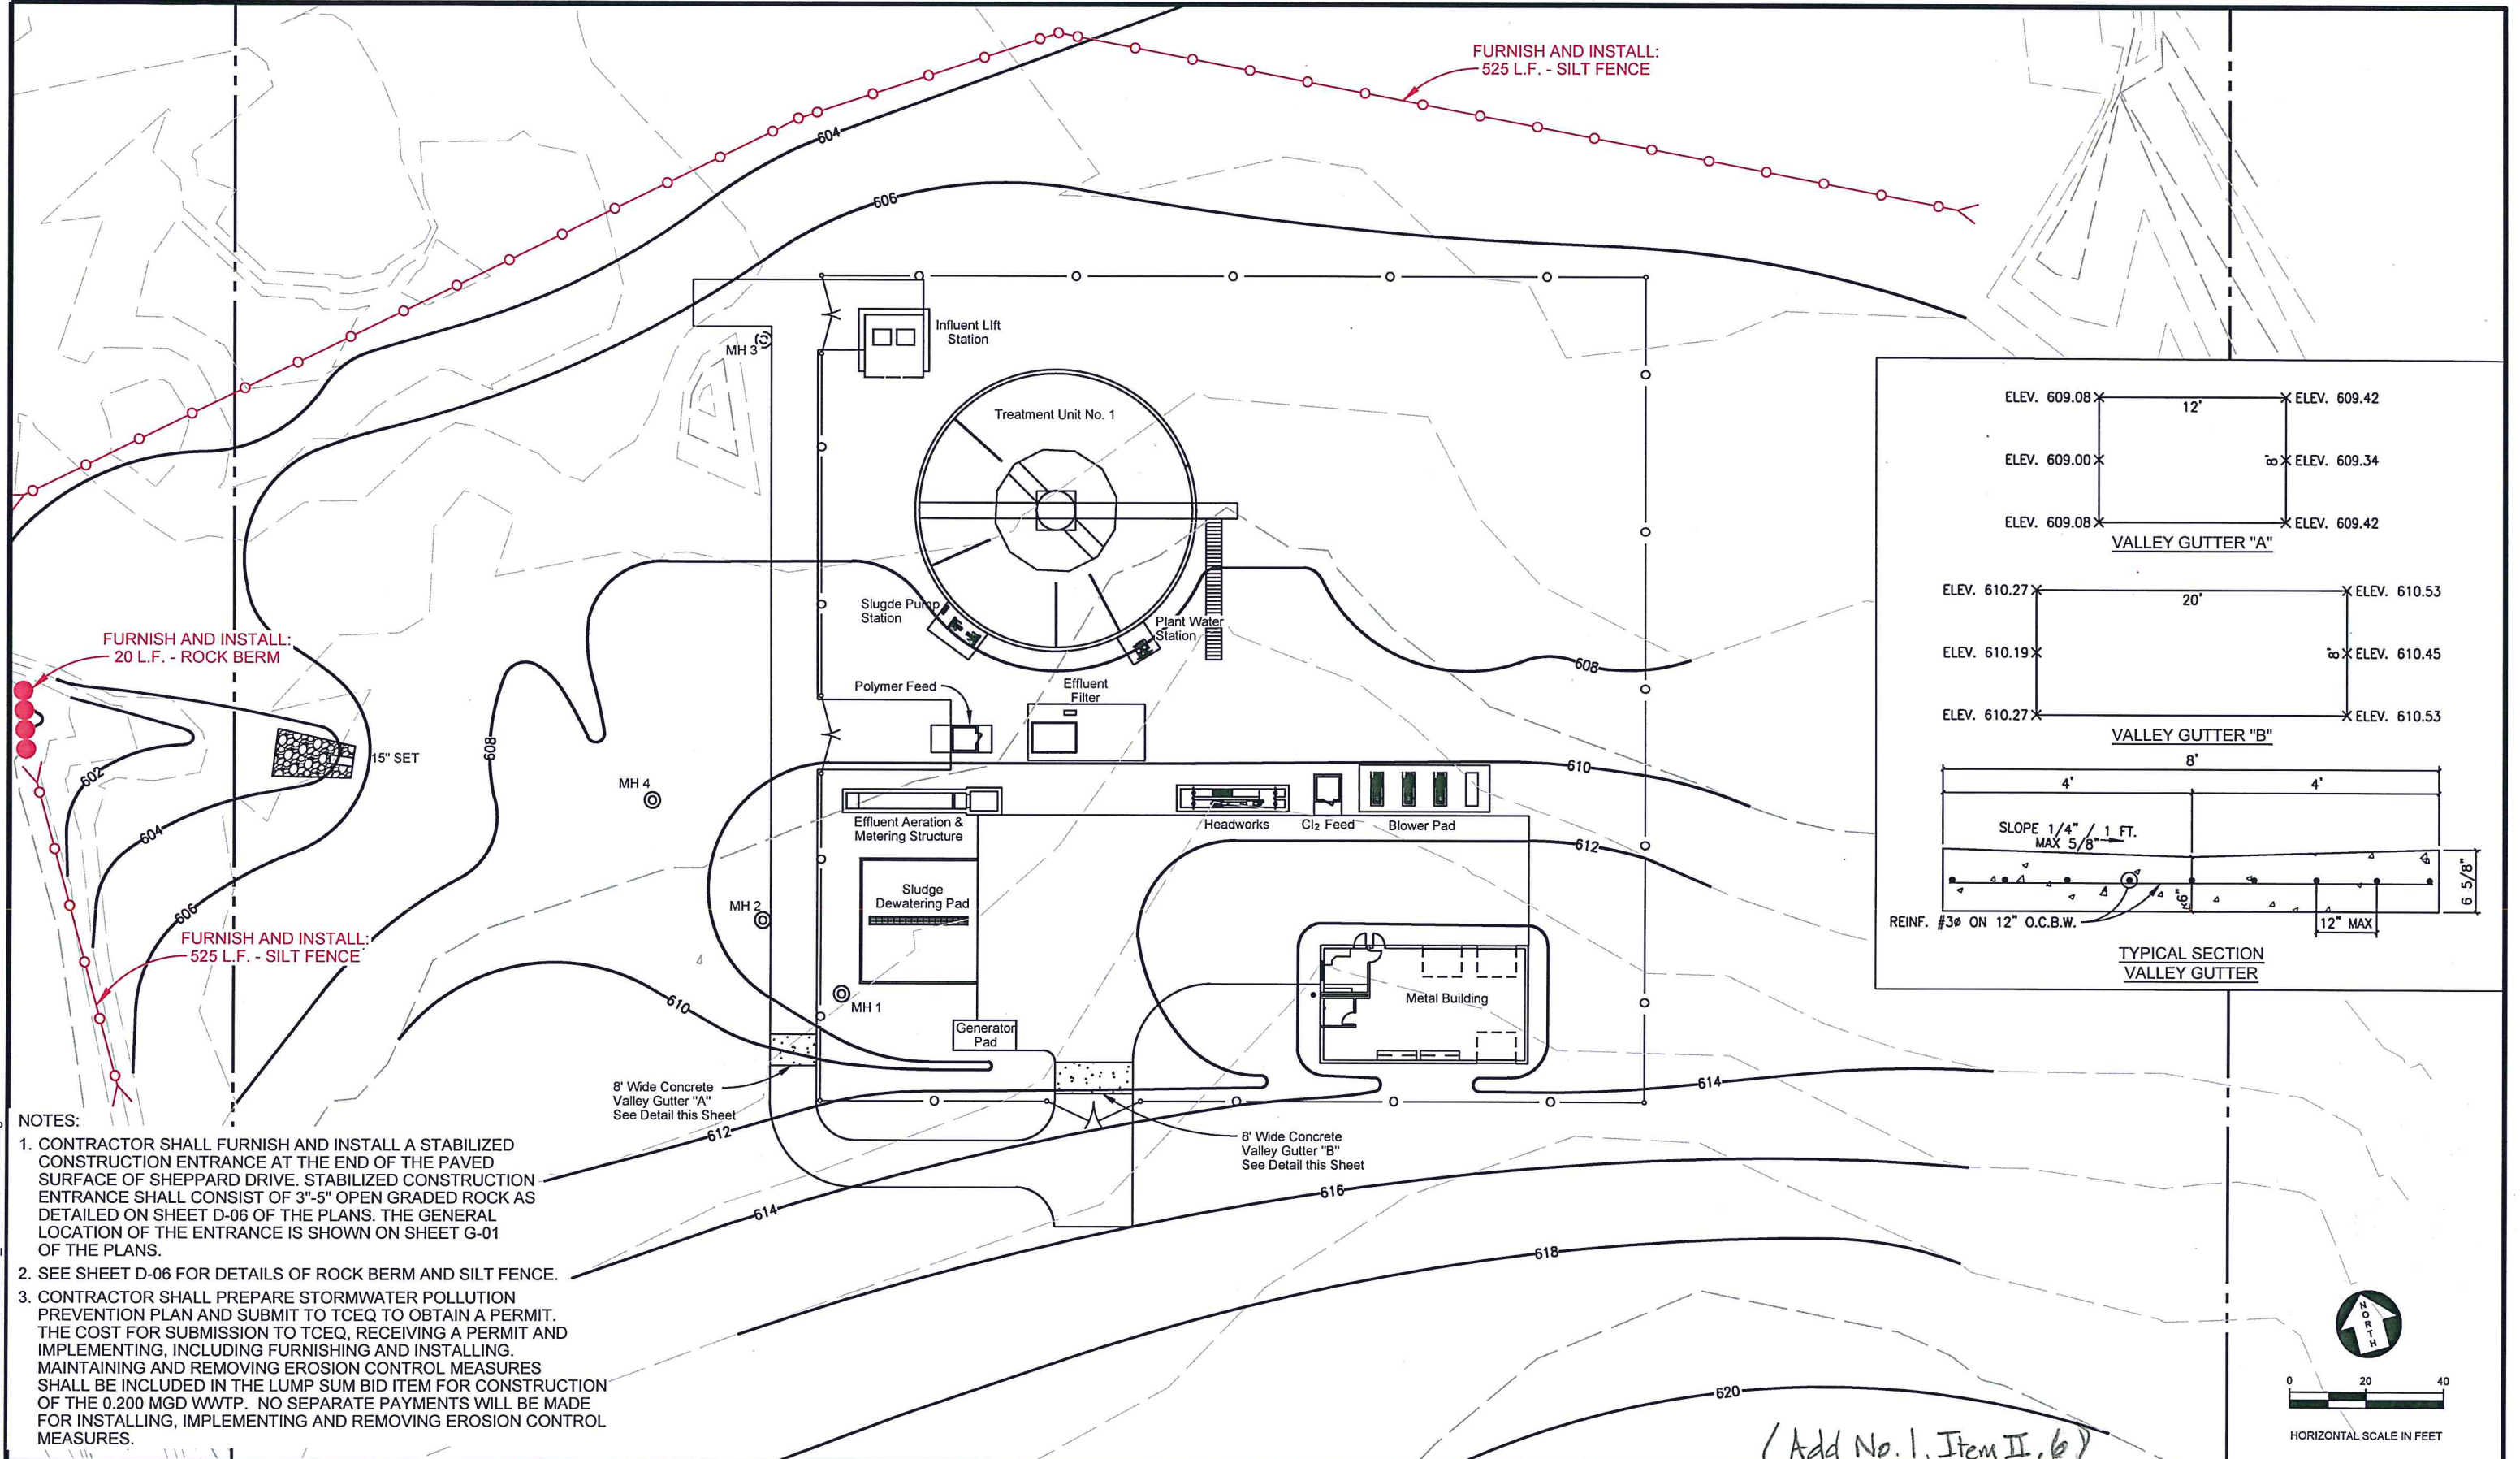 FURNISH AND INSTALL:
525 L.F. - SILT FENCE
604
606
Influent Lift
Station
MH 3
Treatment Unit No. 1
ELEV. 609.08
12'
ELEV. 609.42
ELEV. 609.00
8'
ELEV. 609.34
ELEV. 609.08
ELEV. 609.42
VALLEY GUTTER "A"
ELEV. 610.27
20'
ELEV. 610.53
ELEV. 610.19
8'
ELEV. 610.45
ELEV. 610.27
ELEV. 610.53
VALLEY GUTTER "B"
8'
4'
4'
SLOPE 1/4" / 1 FT.
MAX 5/8"
6"
6 5/8"
REINF. #3ø ON 12" O.C.B.W.
12" MAX
TYPICAL SECTION
VALLEY GUTTER
Slugde Pump
Station
Plant Water
Station
608
FURNISH AND INSTALL:
20 L.F. - ROCK BERM
Polymer Feed
Effluent
Filter
15" SET
608
602
604
606
MH 4
610
Effluent Aeration &
Metering Structure
Headworks
Cl₂ Feed
Blower Pad
612
Sludge
Dewatering Pad
MH 2
FURNISH AND INSTALL:
525 L.F. - SILT FENCE
610
MH 1
Metal Building
Generator
Pad
8' Wide Concrete
Valley Gutter "A"
See Detail this Sheet
614
612
8' Wide Concrete
Valley Gutter "B"
See Detail this Sheet
614
616
618
620
NOTES:
1. CONTRACTOR SHALL FURNISH AND INSTALL A STABILIZED
CONSTRUCTION ENTRANCE AT THE END OF THE PAVED
SURFACE OF SHEPPARD DRIVE. STABILIZED CONSTRUCTION
ENTRANCE SHALL CONSIST OF 3"-5" OPEN GRADED ROCK AS
DETAILED ON SHEET D-06 OF THE PLANS. THE GENERAL
LOCATION OF THE ENTRANCE IS SHOWN ON SHEET G-01
OF THE PLANS.
2. SEE SHEET D-06 FOR DETAILS OF ROCK BERM AND SILT FENCE.
3. CONTRACTOR SHALL PREPARE STORMWATER POLLUTION
PREVENTION PLAN AND SUBMIT TO TCEQ TO OBTAIN A PERMIT.
THE COST FOR SUBMISSION TO TCEQ, RECEIVING A PERMIT AND
IMPLEMENTING, INCLUDING FURNISHING AND INSTALLING.
MAINTAINING AND REMOVING EROSION CONTROL MEASURES
SHALL BE INCLUDED IN THE LUMP SUM BID ITEM FOR CONSTRUCTION
OF THE 0.200 MGD WWTP. NO SEPARATE PAYMENTS WILL BE MADE
FOR INSTALLING, IMPLEMENTING AND REMOVING EROSION CONTROL
MEASURES.
NORTH
0 20 40
HORIZONTAL SCALE IN FEET
(Add No. 1, Item II. 6)